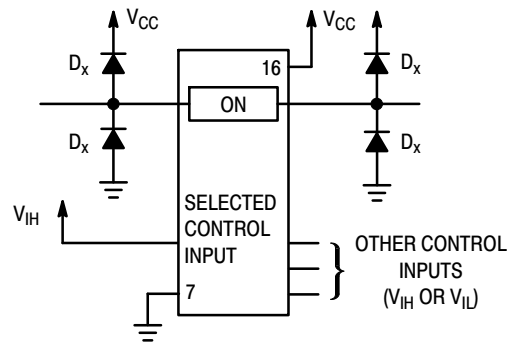 VCC
VCC
Dx
16
Dx
ON
Dx
Dx
VIH
SELECTED
CONTROL
INPUT
OTHER CONTROL
INPUTS
(VIH OR VIL)
7